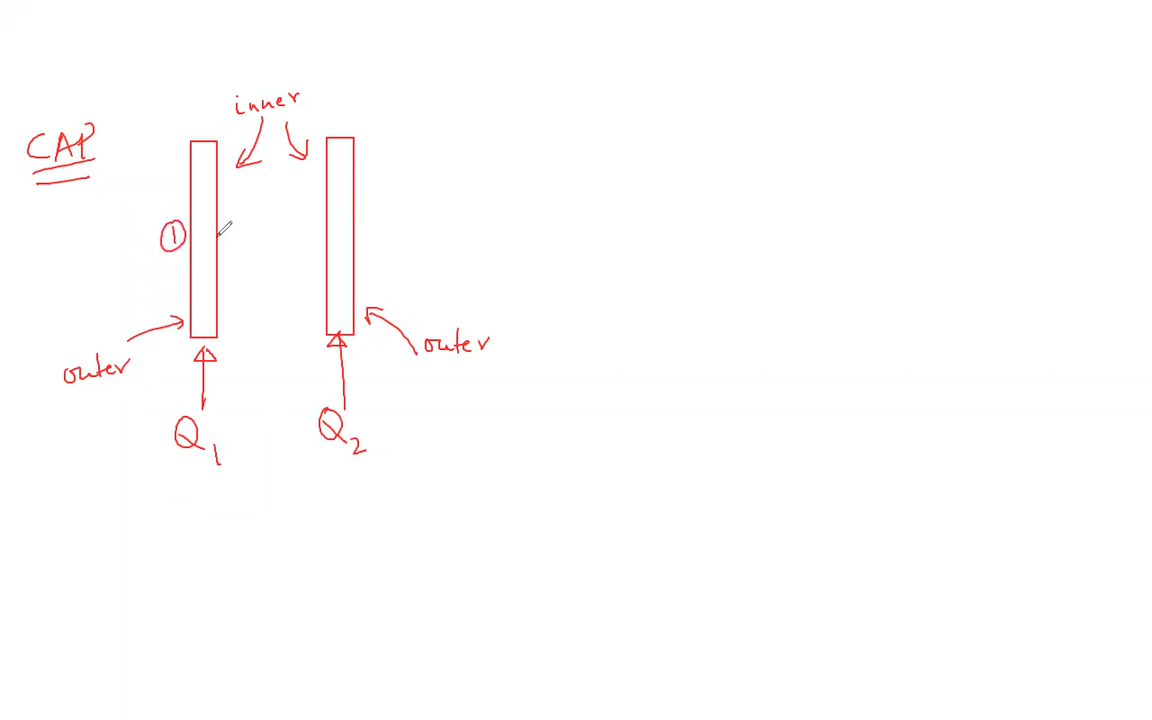 inner
CAP
①
outer
outer
Q1
Q2